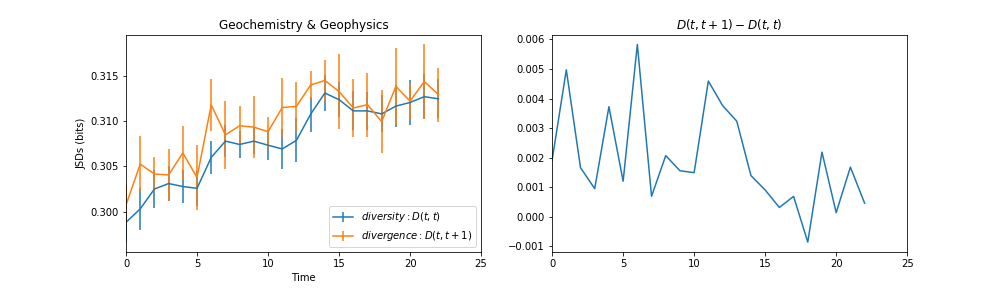 Geochemistry & Geophysics
JSDs (bits)
0.315
0.310
0.305
0.300
diversity: D(t, t)
divergence: D(t, t + 1)
0 5 10 15 20 25
Time
D(t, t + 1) − D(t, t)
0.006
0.005
0.004
0.003
0.002
0.001
0.000
−0.001
0 5 10 15 20 25